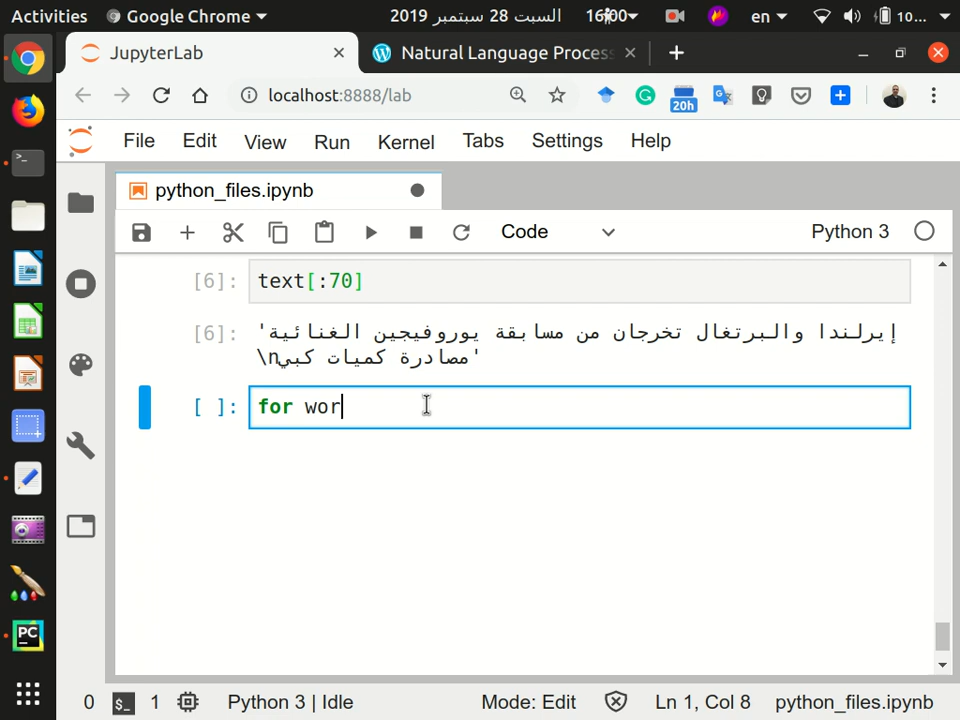 Activities Google Chrome 2019 السبت 28 سبتمبر 16:00 en 10...
JupyterLab Natural Language Process
localhost:8888/lab
20h
File Edit View Run Kernel Tabs Settings Help
python_files.ipynb
Code Python 3
[6]: text[:70]
[6]: 'إيرلندا والبرتغال تخرجان من مسابقة يوروفيجين الغنائية
\nمصادرة كميات كبي'
[ ]: for wor
PC
0 $_ 1 Python 3 | Idle Mode: Edit Ln 1, Col 8 python_files.ipynb